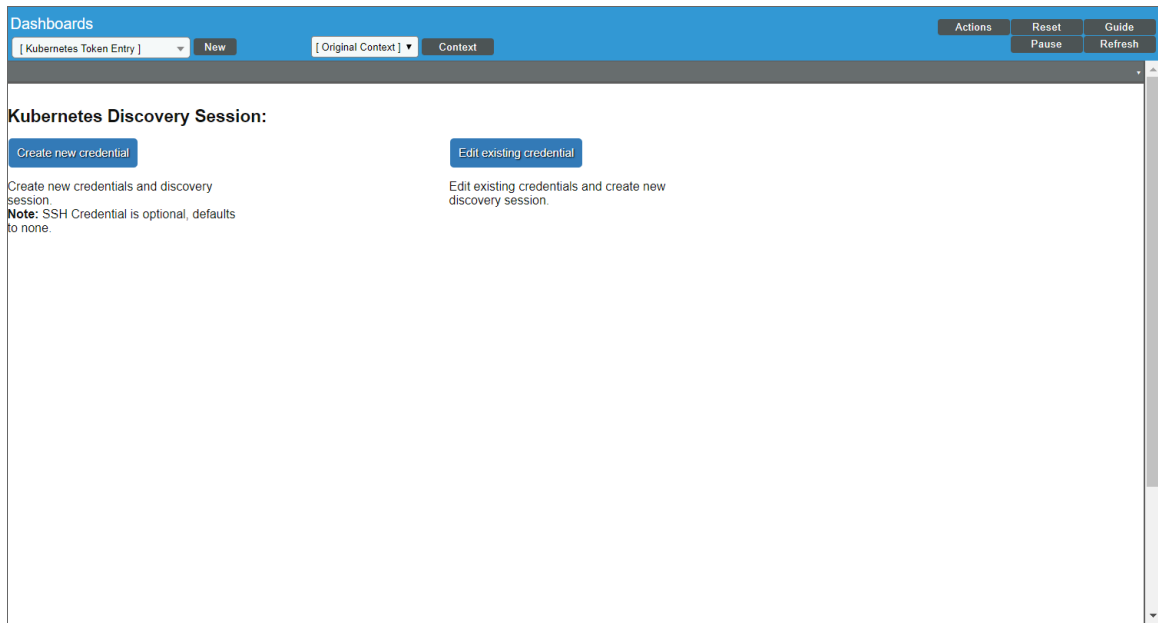 Dashboards
[ Kubernetes Token Entry ] New [ Original Context ] Context
Actions Reset Guide
Pause Refresh
Kubernetes Discovery Session:
Create new credential
Create new credentials and discovery
session.
Note: SSH Credential is optional, defaults
to none.
Edit existing credential
Edit existing credentials and create new
discovery session.